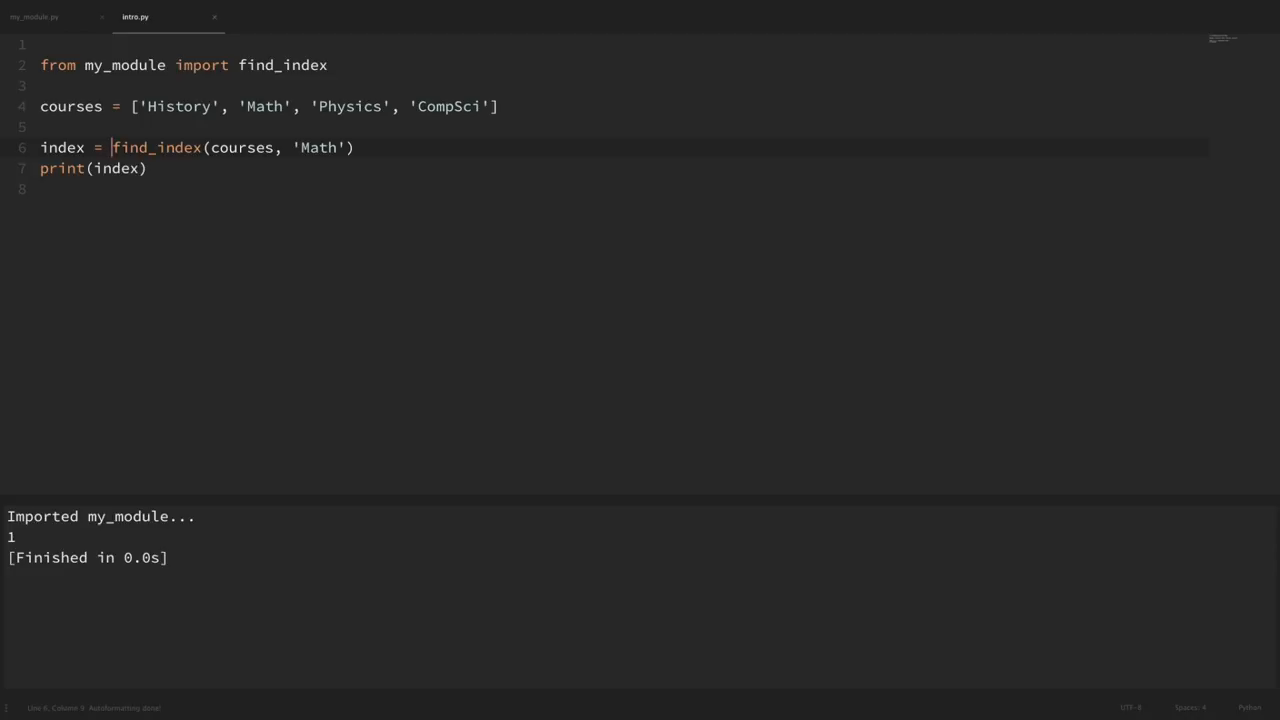 my_module.py × intro.py ×
1
2 from my_module import find_index
3
4 courses = ['History', 'Math', 'Physics', 'CompSci']
5
6 index = find_index(courses, 'Math')
7 print(index)
8
Imported my_module...
1
[Finished in 0.0s]
Line 6, Column 9 Autoformatting done! UTF-8 Spaces: 4 Python